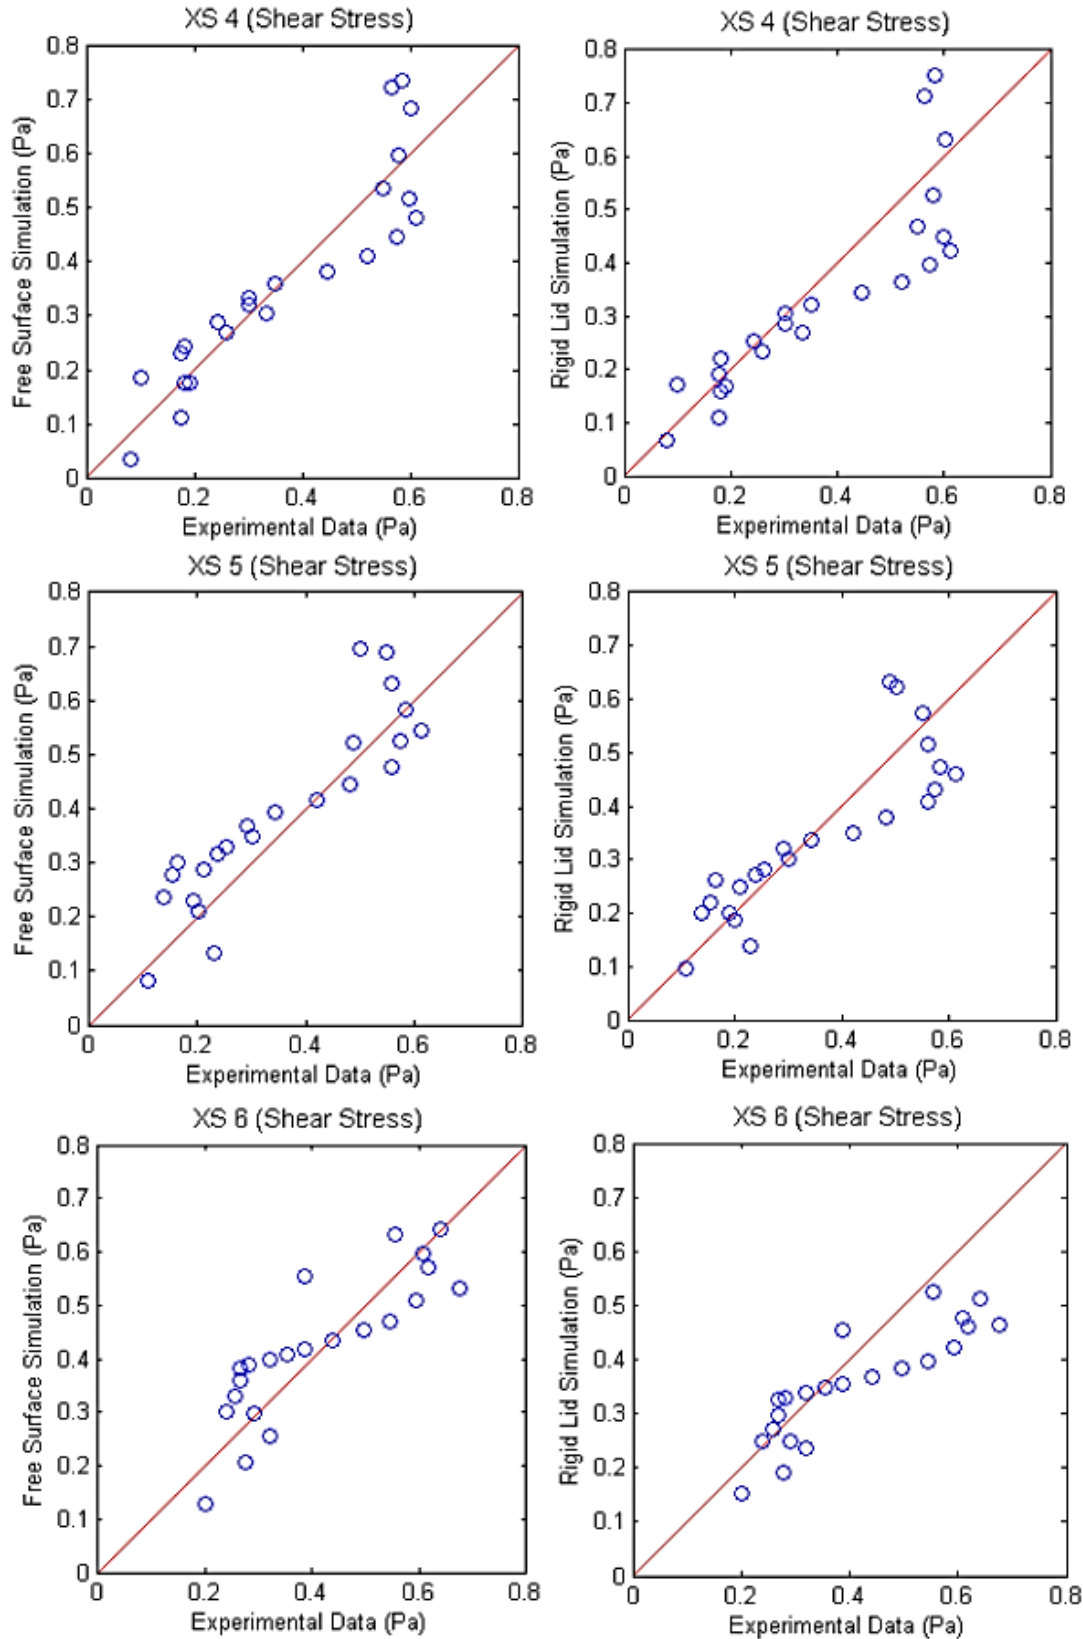 XS 4 (Shear Stress)
Free Surface Simulation (Pa)
0.8
0.7
0.6
0.5
0.4
0.3
0.2
0.1
0
0 0.2 0.4 0.6 0.8
Experimental Data (Pa)
XS 4 (Shear Stress)
Rigid Lid Simulation (Pa)
0.8
0.7
0.6
0.5
0.4
0.3
0.2
0.1
0
0 0.2 0.4 0.6 0.8
Experimental Data (Pa)
XS 5 (Shear Stress)
Free Surface Simulation (Pa)
0.8
0.7
0.6
0.5
0.4
0.3
0.2
0.1
0
0 0.2 0.4 0.6 0.8
Experimental Data (Pa)
XS 5 (Shear Stress)
Rigid Lid Simulation (Pa)
0.8
0.7
0.6
0.5
0.4
0.3
0.2
0.1
0
0 0.2 0.4 0.6 0.8
Experimental Data (Pa)
XS 6 (Shear Stress)
Free Surface Simulation (Pa)
0.8
0.7
0.6
0.5
0.4
0.3
0.2
0.1
0
0 0.2 0.4 0.6 0.8
Experimental Data (Pa)
XS 6 (Shear Stress)
Rigid Lid Simulation (Pa)
0.8
0.7
0.6
0.5
0.4
0.3
0.2
0.1
0
0 0.2 0.4 0.6 0.8
Experimental Data (Pa)